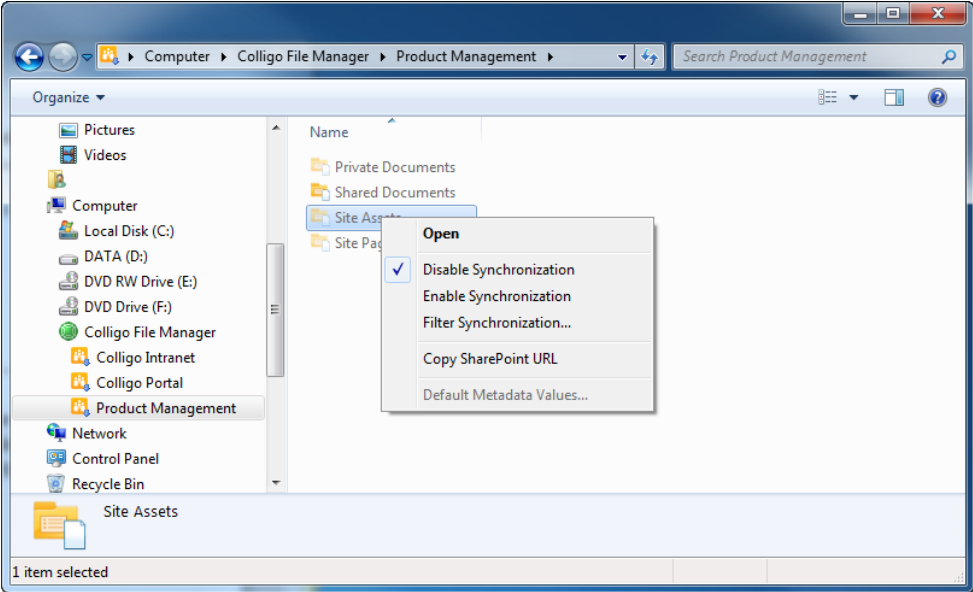 Computer Colligo File Manager Product Management
Search Product Management
Organize
Pictures
Videos
Computer
Local Disk (C:)
DATA (D:)
DVD RW Drive (E:)
DVD Drive (F:)
Colligo File Manager
Colligo Intranet
Colligo Portal
Product Management
Network
Control Panel
Recycle Bin
Name
Private Documents
Shared Documents
Site Assets
Site Pag
Open
Disable Synchronization
Enable Synchronization
Filter Synchronization...
Copy SharePoint URL
Default Metadata Values...
Site Assets
1 item selected